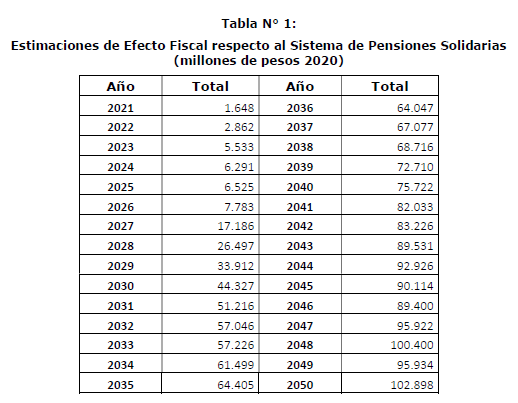 Tabla N° 1:
Estimaciones de Efecto Fiscal respecto al Sistema de Pensiones Solidarias
(millones de pesos 2020)
Año Total Año Total
2021 1.648 2036 64.047
2022 2.862 2037 67.077
2023 5.533 2038 68.716
2024 6.291 2039 72.710
2025 6.525 2040 75.722
2026 7.783 2041 82.033
2027 17.186 2042 83.226
2028 26.497 2043 89.531
2029 33.912 2044 92.926
2030 44.327 2045 90.114
2031 51.216 2046 89.400
2032 57.046 2047 95.922
2033 57.226 2048 100.400
2034 61.499 2049 95.934
2035 64.405 2050 102.898